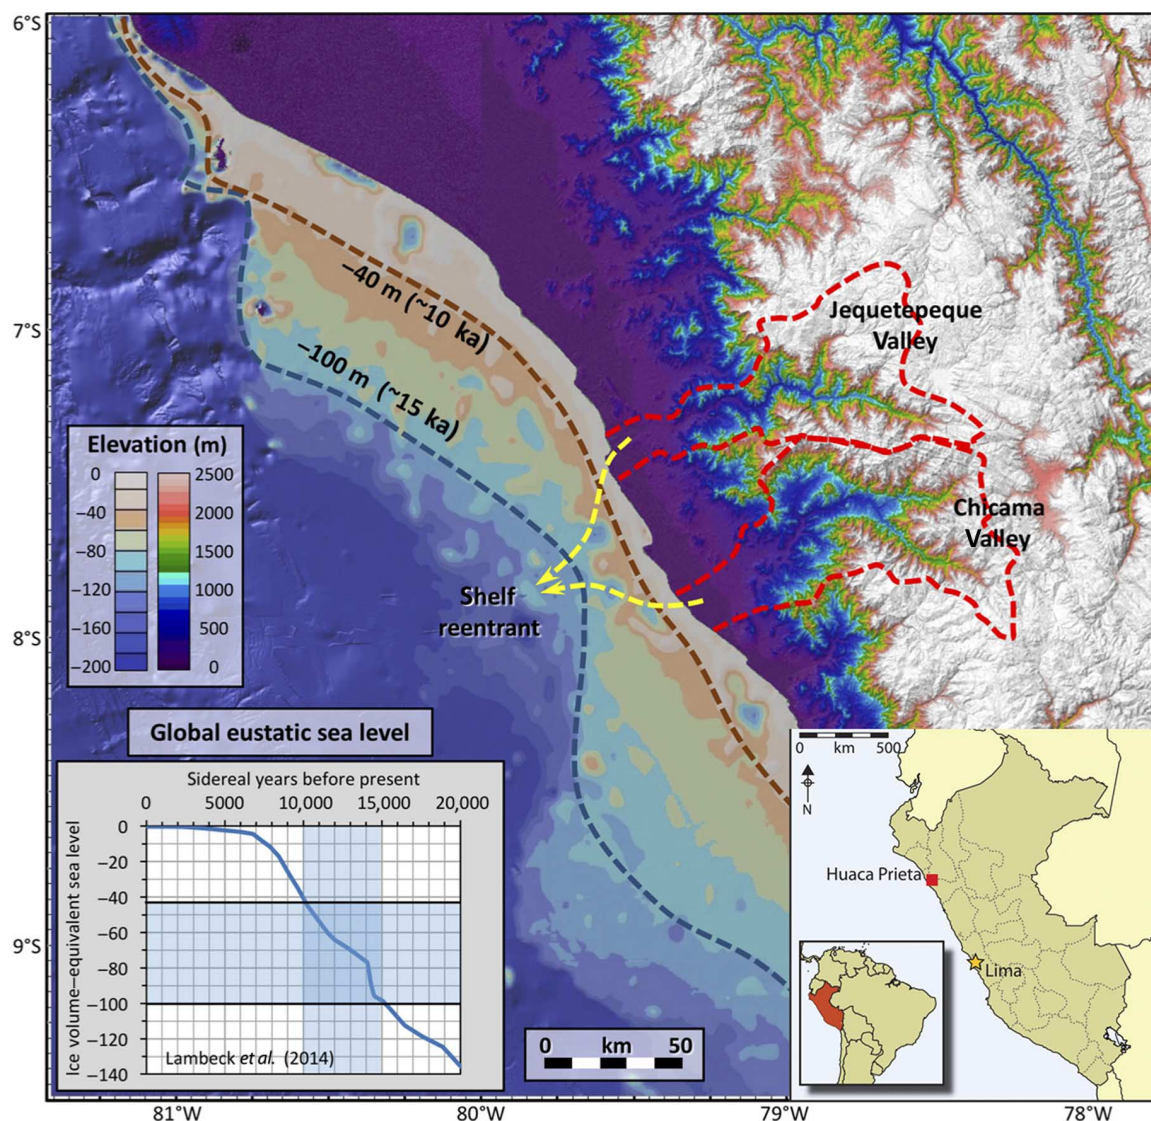 6°S
7°S
8°S
9°S
81°W
80°W
79°W
78°W
−40 m (~10 ka)
−100 m (~15 ka)
Jequetepeque
Valley
Chicama
Valley
Shelf
reentrant
Elevation (m)
0
−40
−80
−120
−160
−200
2500
2000
1500
1000
500
0
Global eustatic sea level
Sidereal years before present
0
5000
10,000
15,000
20,000
Ice volume−equivalent sea level
0
−20
−40
−60
−80
−100
−120
−140
Lambeck et al. (2014)
0 km 50
0 km 500
N
Huaca Prieta
Lima